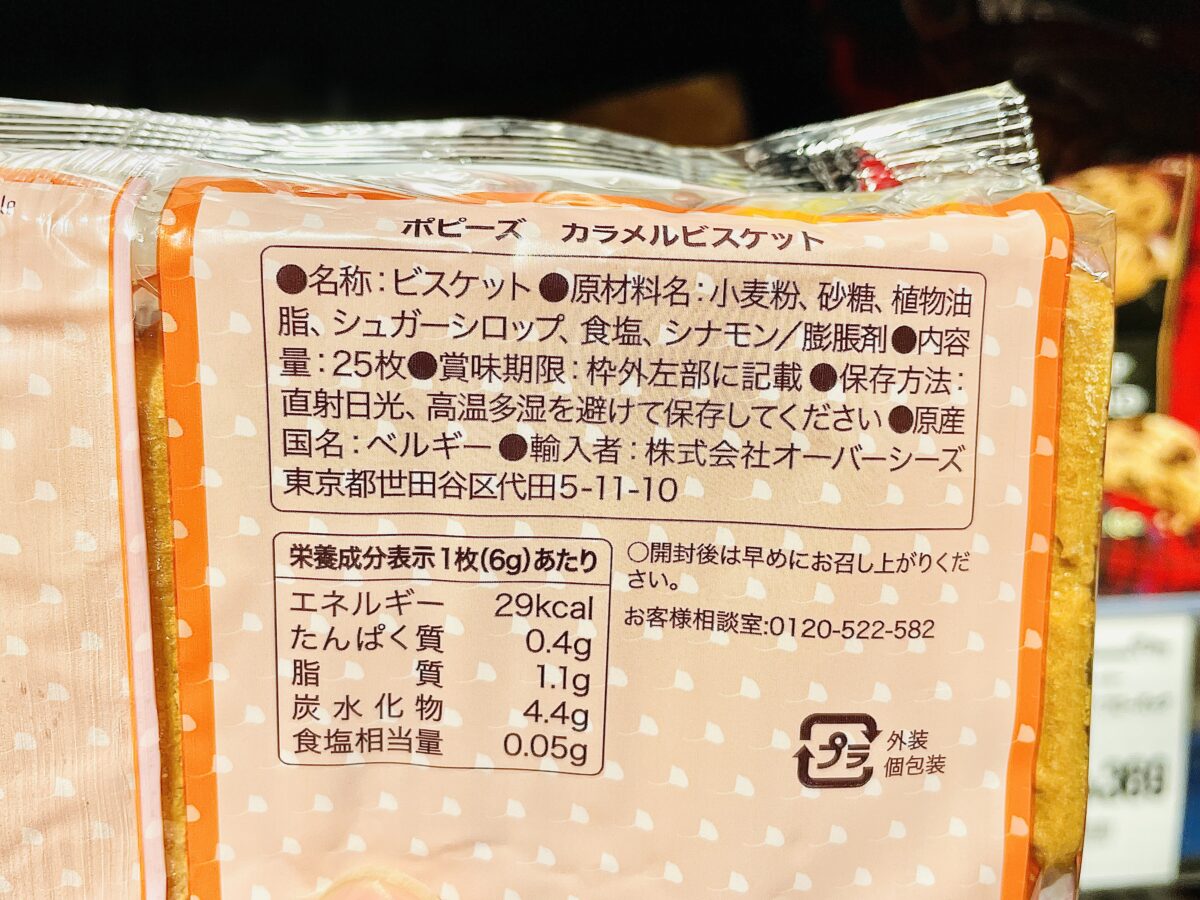 ポピーズ カラメルビスケット
●名称：ビスケット●原材料名：小麦粉、砂糖、植物油
脂、シュガーシロップ、食塩、シナモン／膨脹剤●内容
量：25枚●賞味期限：枠外左部に記載●保存方法：
直射日光、高温多湿を避けて保存してください●原産
国名：ベルギー●輸入者：株式会社オーバーシーズ
東京都世田谷区代田5-11-10
栄養成分表示1枚(6g)あたり
エネルギー 29kcal
たんぱく質 0.4g
脂質 1.1g
炭水化物 4.4g
食塩相当量 0.05g
○開封後は早めにお召し上がりくだ
さい。
お客様相談室:0120-522-582
プラ
外装
個包装